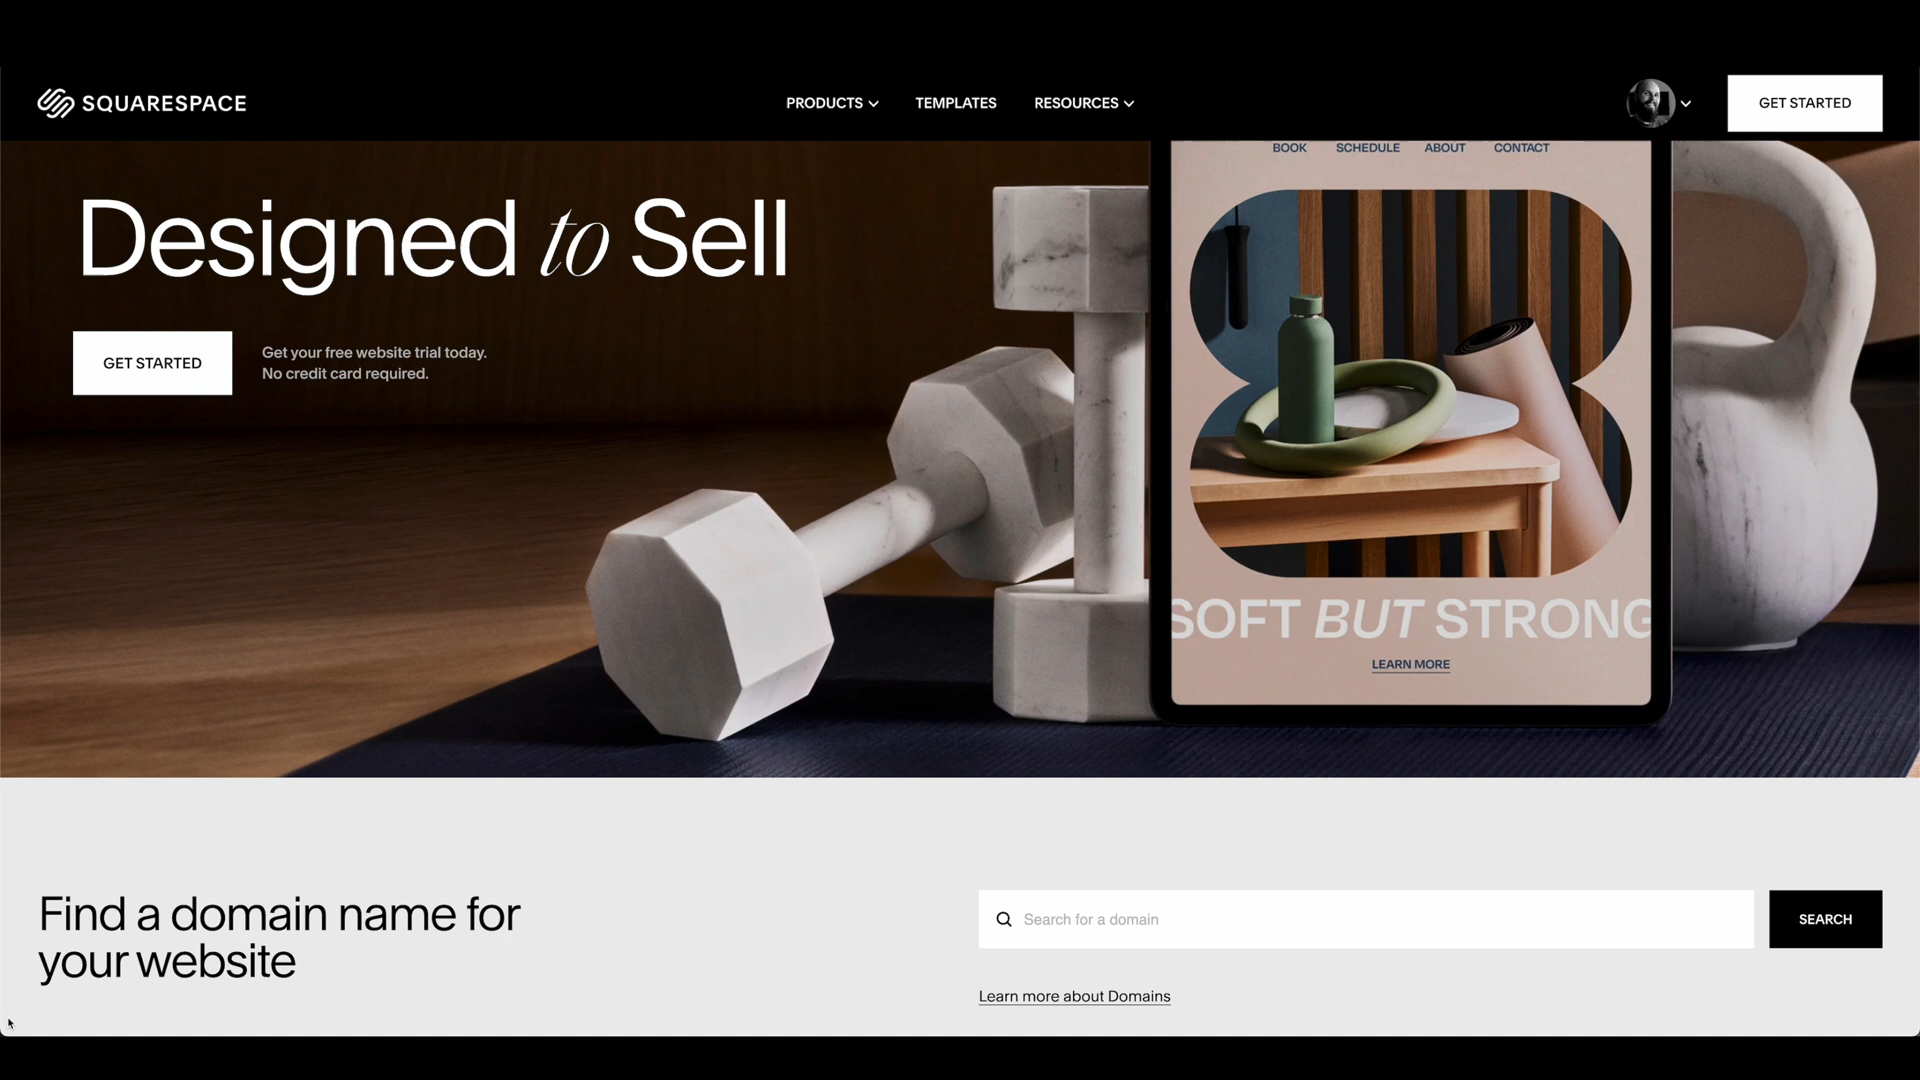 SQUARESPACE
PRODUCTS
TEMPLATES
RESOURCES
GET STARTED
BOOK
SCHEDULE
ABOUT
CONTACT
Designed to Sell
GET STARTED
Get your free website trial today.
No credit card required.
SOFT BUT STRONG
LEARN MORE
Find a domain name for
your website
Search for a domain
SEARCH
Learn more about Domains